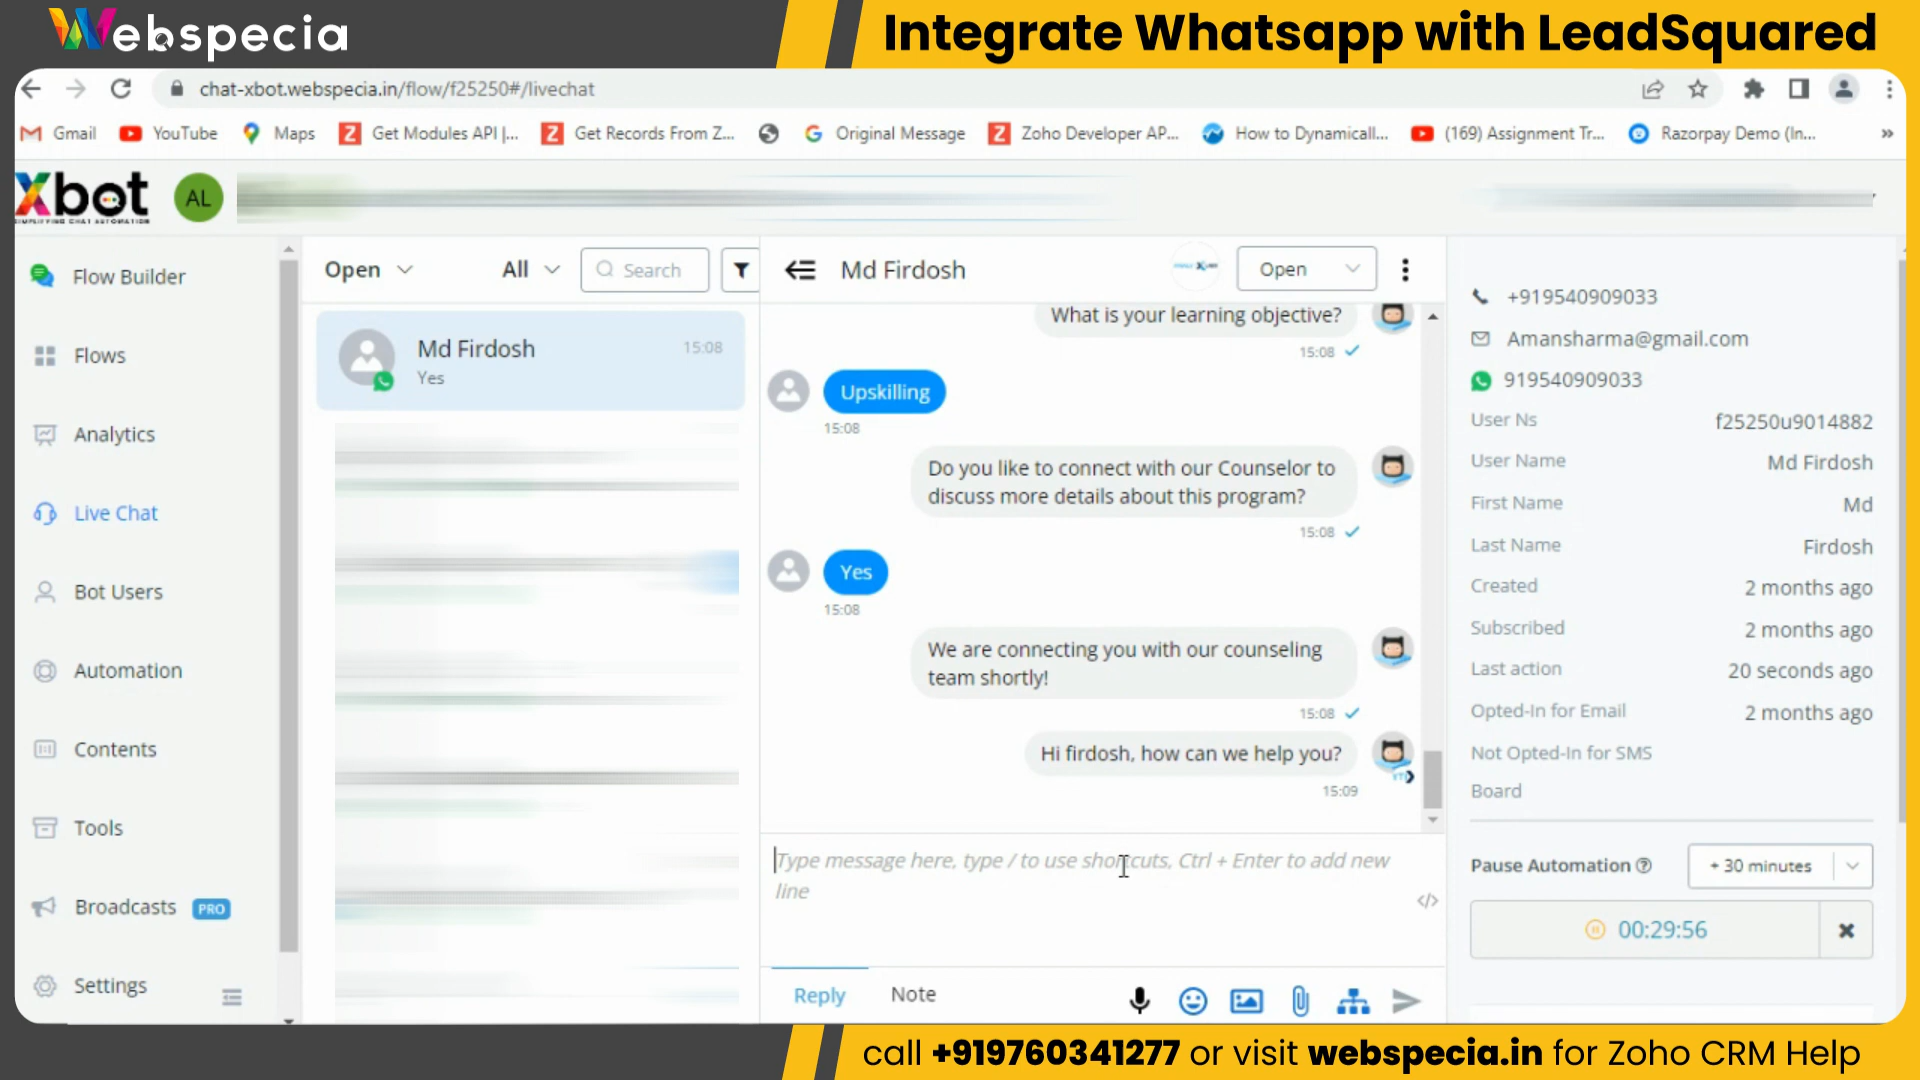 Webspecia
Integrate Whatsapp with LeadSquared
chat-xbot.webspecia.in/flow/f25250#/livechat
Gmail YouTube Maps Get Modules API |... Get Records From Z... Original Message Zoho Developer AP... How to Dynamicall... (169) Assignment Tr... Razorpay Demo (In... »
Xbot
SIMPLIFYING CHAT AUTOMATION
AL
Flow Builder
Flows
Analytics
Live Chat
Bot Users
Automation
Contents
Tools
Broadcasts PRO
Settings
Open All Search
Md Firdosh 15:08
Yes
Md Firdosh Open
What is your learning objective?
15:08
Upskilling
15:08
Do you like to connect with our Counselor to
discuss more details about this program?
15:08
Yes
15:08
We are connecting you with our counseling
team shortly!
15:08
Hi firdosh, how can we help you?
15:09
Type message here, type / to use shortcuts, Ctrl + Enter to add new
line
Reply Note
+919540909033
Amansharma@gmail.com
919540909033
User Ns f25250u9014882
User Name Md Firdosh
First Name Md
Last Name Firdosh
Created 2 months ago
Subscribed 2 months ago
Last action 20 seconds ago
Opted-In for Email 2 months ago
Not Opted-In for SMS
Board
Pause Automation + 30 minutes
00:29:56
call +919760341277 or visit webspecia.in for Zoho CRM Help